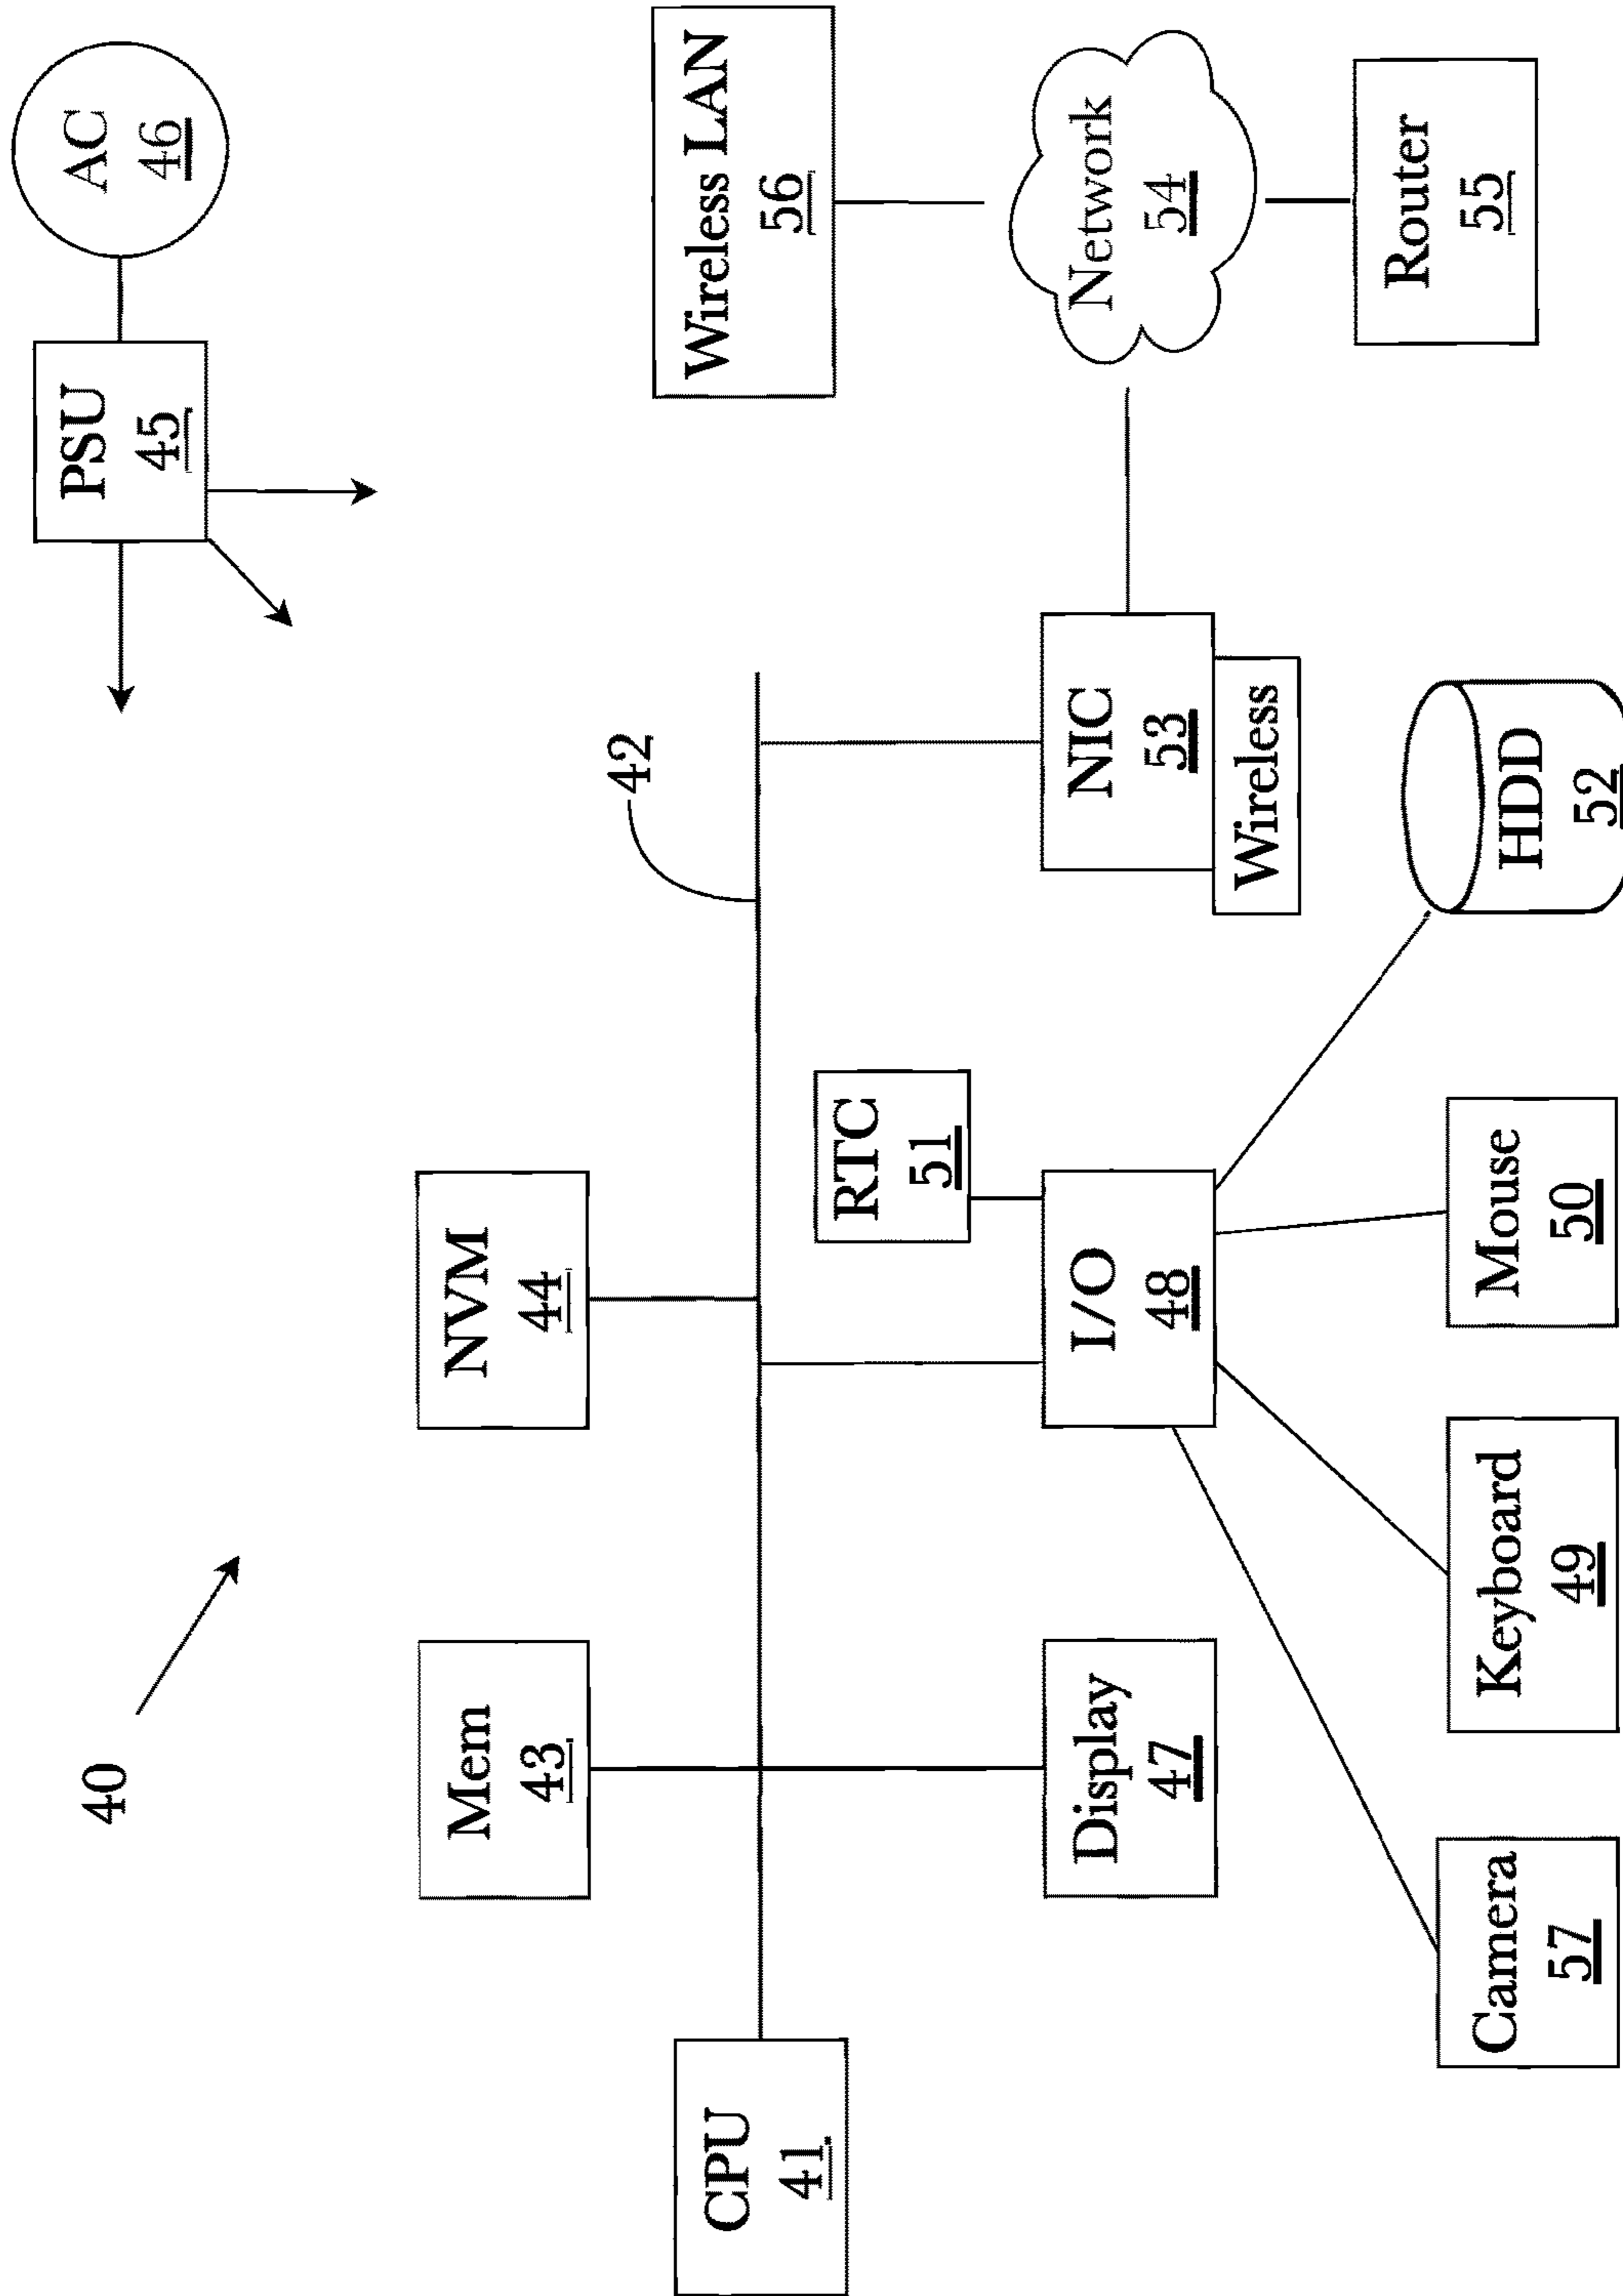 40
PSU
45
AC
46
Mem
43
NVM
44
42
CPU
41
Wireless LAN
56
RTC
51
Display
47
I/O
48
NIC
53
Wireless
Network
54
Router
55
Camera
57
Keyboard
49
Mouse
50
HDD
52